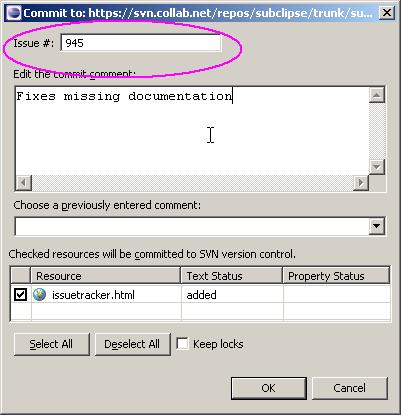 Commit to: https://svn.collab.net/repos/subclipse/trunk/su...
Issue #: 945
Edit the commit comment:
Fixes missing documentation
Choose a previously entered comment:
Checked resources will be committed to SVN version control.
Resource Text Status Property Status
issuetracker.html added
Select All Deselect All Keep locks
OK Cancel